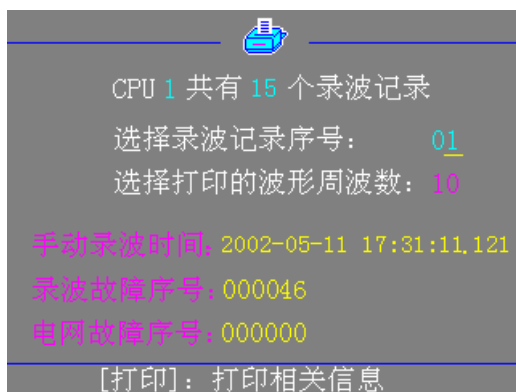 CPU 1 共有 15 个录波记录
选择录波记录序号： 01
选择打印的波形周波数：10
手动录波时间：2002-05-11 17:31:11.121
录波故障序号：000046
电网故障序号：000000
[打印]：打印相关信息